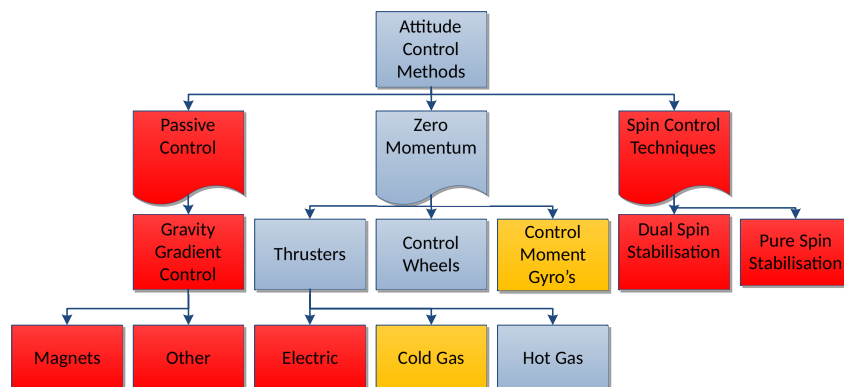 Attitude
Control
Methods
Passive
Control
Zero
Momentum
Spin Control
Techniques
Gravity
Gradient
Control
Thrusters
Control
Wheels
Control
Moment
Gyro’s
Dual Spin
Stabilisation
Pure Spin
Stabilisation
Magnets
Other
Electric
Cold Gas
Hot Gas